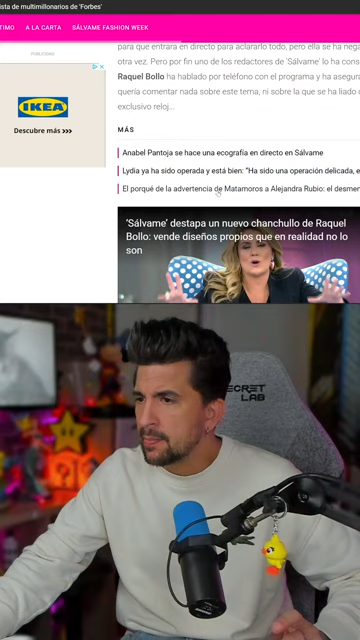 ista de multimillonarios de 'Forbes'
TIMO A LA CARTA SÁLVAME FASHION WEEK
PUBLICIDAD
IKEA
Descubre más >>>
para que entrara en directo para aclararlo todo, pero ella se ha nega
otra vez. Pero por fin uno de los redactores de 'Sálvame' lo ha cons
Raquel Bollo ha hablado por teléfono con el programa y ha asegura
quería comentar nada sobre este tema, ni sobre la que se ha liado c
exclusivo reloj...
MÁS
Anabel Pantoja se hace una ecografía en directo en Sálvame
Lydia ya ha sido operada y está bien: "Ha sido una operación delicada, e
El porqué de la advertencia de Matamoros a Alejandra Rubio: el desmen
'Sálvame' destapa un nuevo chanchullo de Raquel
Bollo: vende diseños propios que en realidad no lo
son
SECRET
LAB